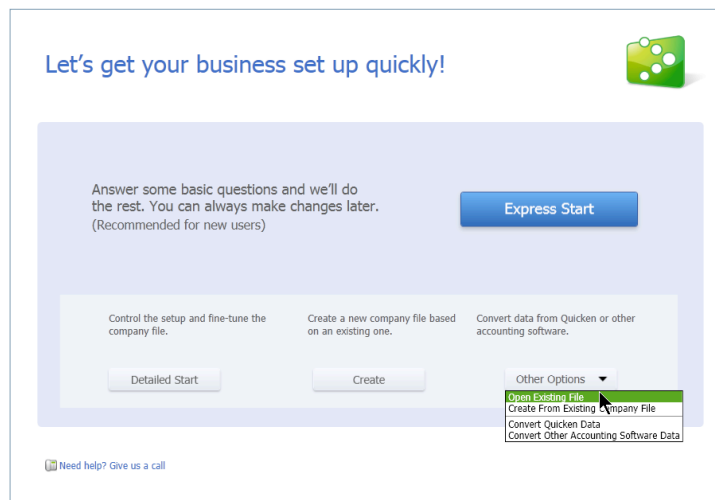 Let's get your business set up quickly!
Answer some basic questions and we'll do
the rest. You can always make changes later.
(Recommended for new users)
Express Start
Control the setup and fine-tune the
company file.
Detailed Start
Create a new company file based
on an existing one.
Create
Convert data from Quicken or other
accounting software.
Other Options
Open Existing File
Create From Existing Company File
Convert Quicken Data
Convert Other Accounting Software Data
Need help? Give us a call